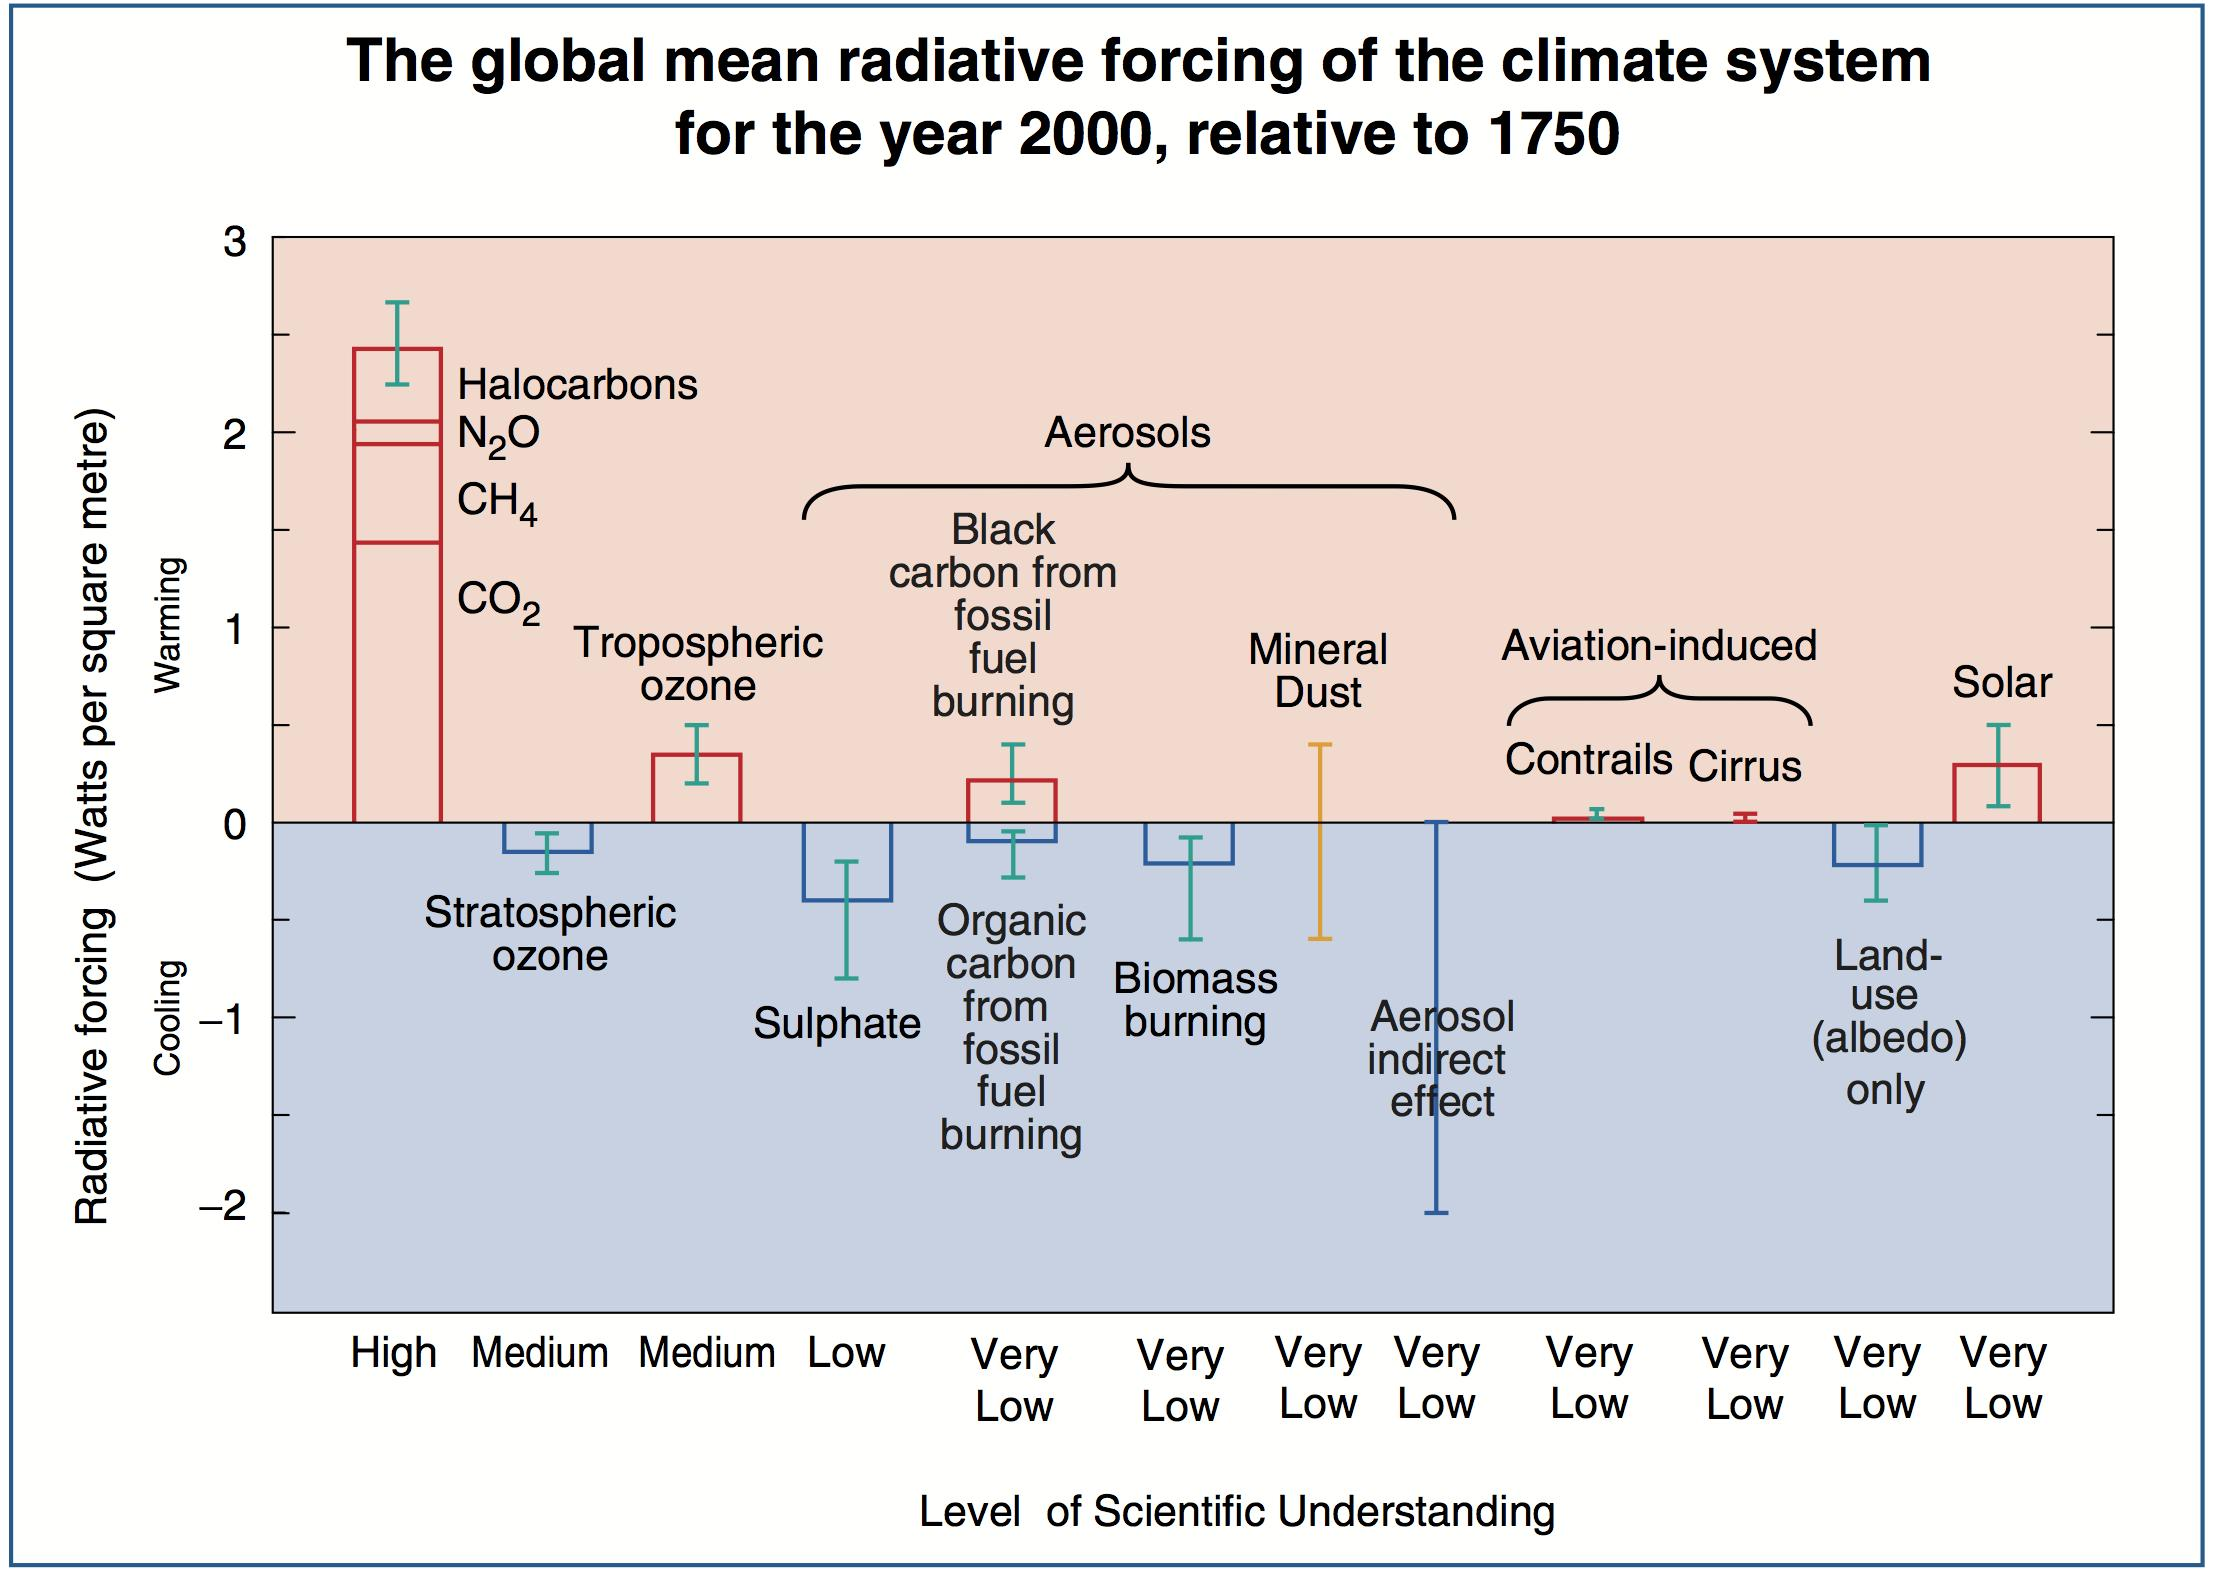 The global mean radiative forcing of the climate system
for the year 2000, relative to 1750
Radiative forcing (Watts per square metre)
Warming
Cooling
3
2
1
0
–1
–2
Halocarbons
N₂O
CH₄
CO₂
Stratospheric
ozone
Tropospheric
ozone
Aerosols
Sulphate
Black
carbon from
fossil
fuel
burning
Organic
carbon
from
fossil
fuel
burning
Biomass
burning
Mineral
Dust
Aerosol
indirect
effect
Aviation-induced
Contrails
Cirrus
Land-
use
(albedo)
only
Solar
High
Medium
Medium
Low
Very
Low
Very
Low
Very
Low
Very
Low
Very
Low
Very
Low
Very
Low
Very
Low
Level of Scientific Understanding